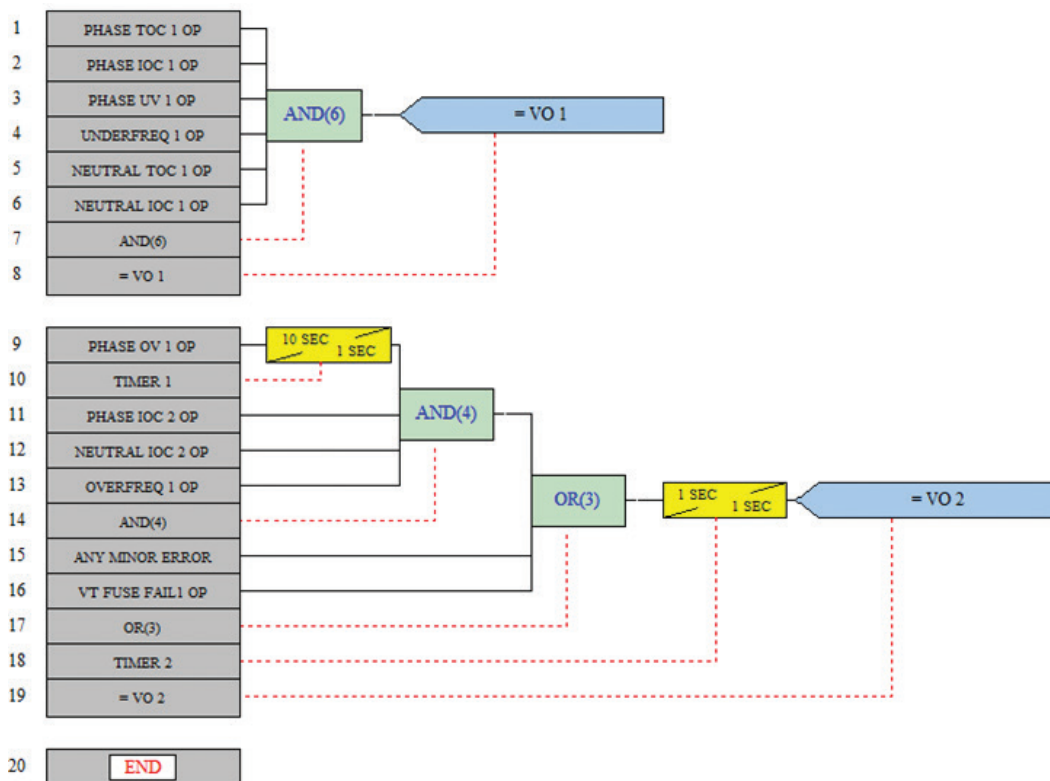 1 PHASE TOC 1 OP
2 PHASE IOC 1 OP
3 PHASE UV 1 OP
4 UNDERFREQ 1 OP
5 NEUTRAL TOC 1 OP
6 NEUTRAL IOC 1 OP
7 AND(6)
8 = VO 1
AND(6)
= VO 1
9 PHASE OV 1 OP
10 TIMER 1
11 PHASE IOC 2 OP
12 NEUTRAL IOC 2 OP
13 OVERFREQ 1 OP
14 AND(4)
15 ANY MINOR ERROR
16 VT FUSE FAIL1 OP
17 OR(3)
18 TIMER 2
19 = VO 2
10 SEC
1 SEC
AND(4)
OR(3)
1 SEC
1 SEC
= VO 2
20 END